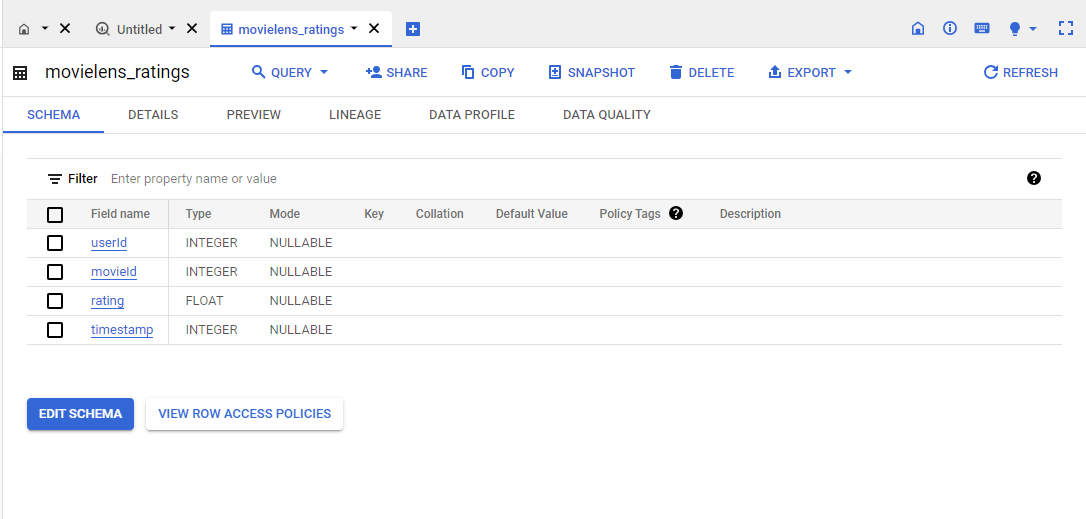 Untitled movielens_ratings
movielens_ratings QUERY SHARE COPY SNAPSHOT DELETE EXPORT REFRESH
SCHEMA DETAILS PREVIEW LINEAGE DATA PROFILE DATA QUALITY
Filter Enter property name or value
Field name Type Mode Key Collation Default Value Policy Tags Description
userId INTEGER NULLABLE
movieId INTEGER NULLABLE
rating FLOAT NULLABLE
timestamp INTEGER NULLABLE
EDIT SCHEMA VIEW ROW ACCESS POLICIES